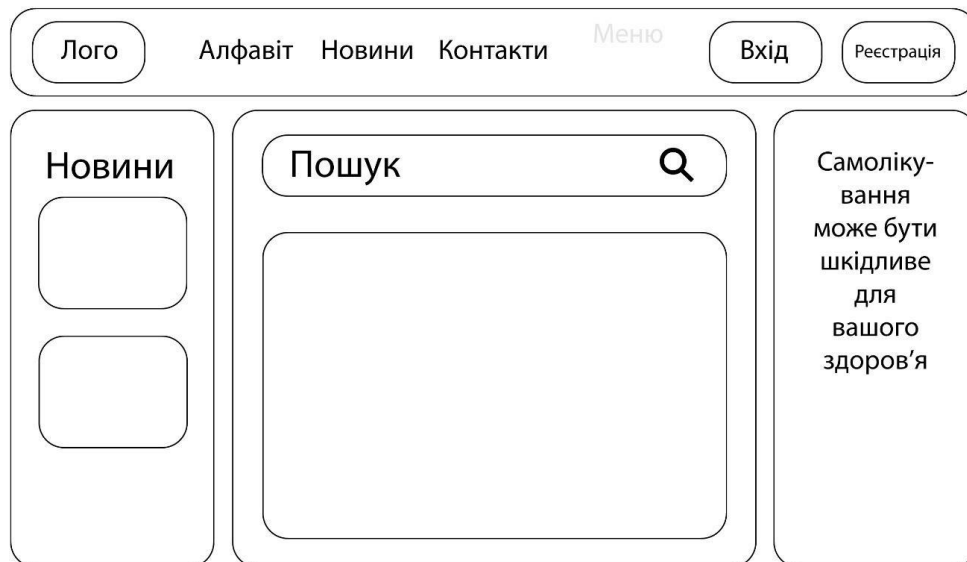 Лого Алфавіт Новини Контакти Меню Вхід Реєстрація
Новини
Пошук
Самоліку-
вання
може бути
шкідливе
для
вашого
здоров’я